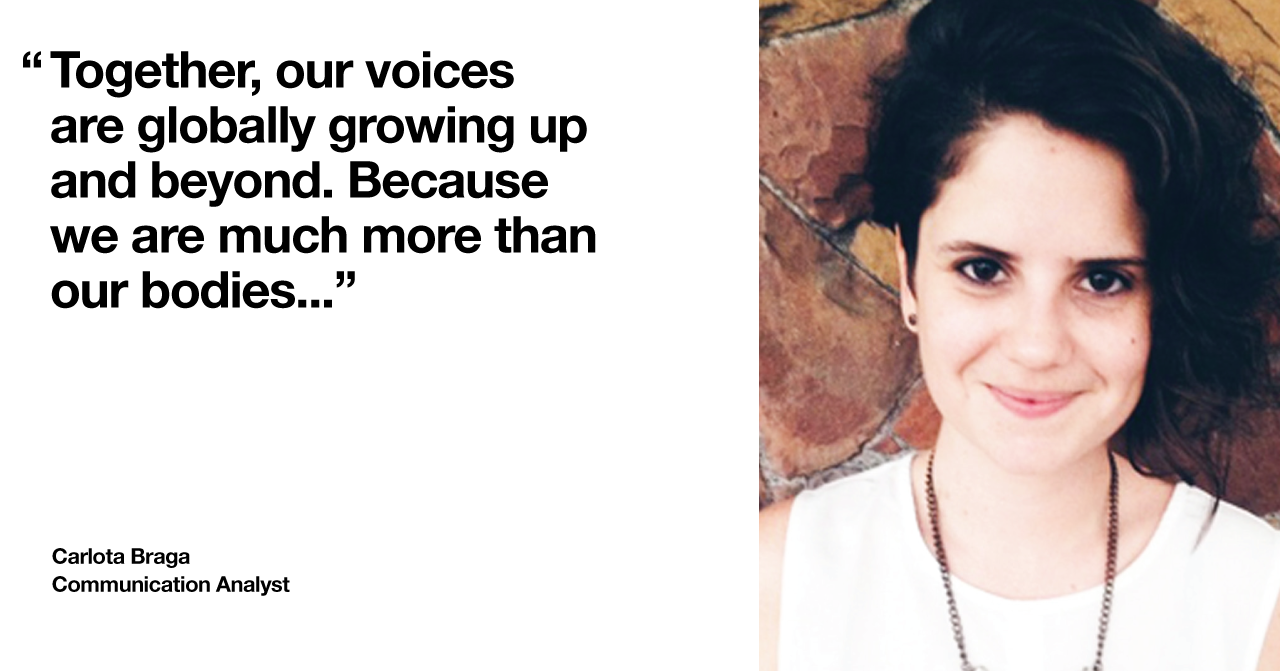 “Together, our voices
are globally growing up
and beyond. Because
we are much more than
our bodies...”
Carlota Braga
Communication Analyst